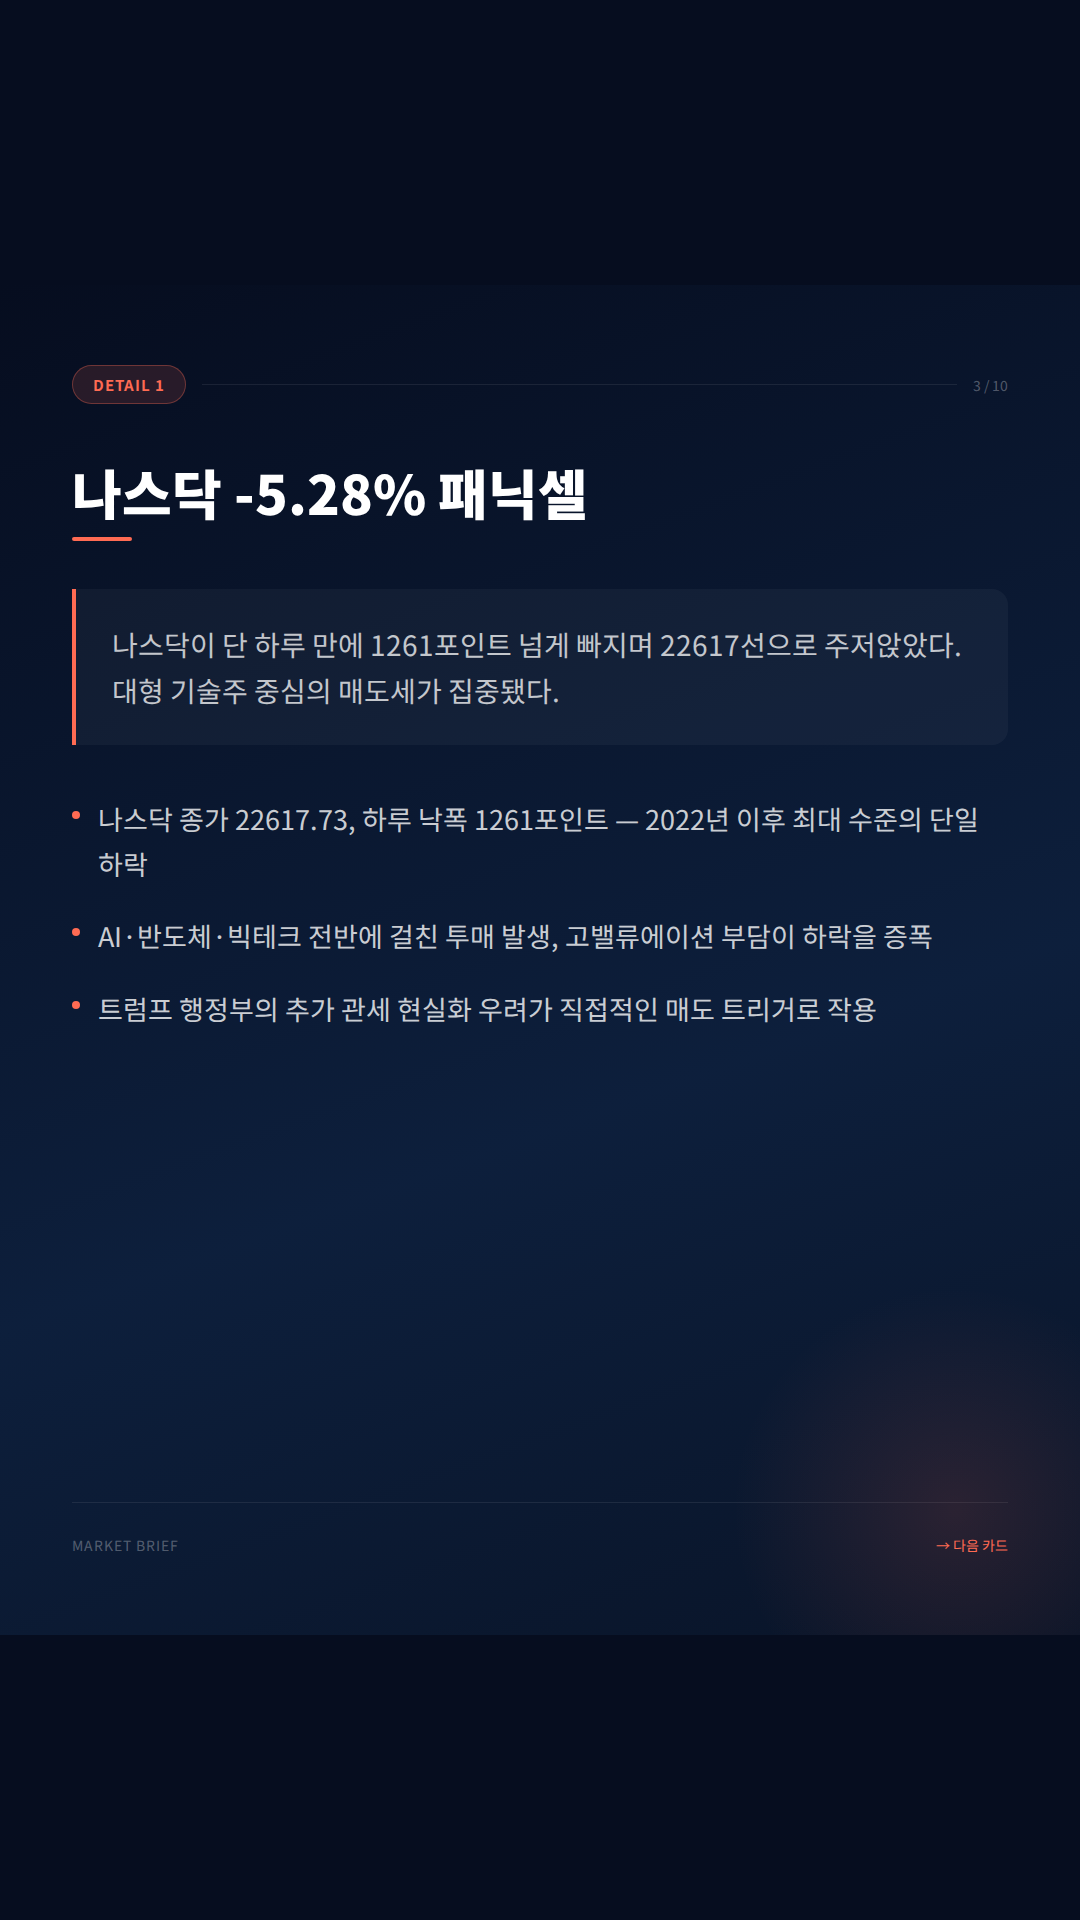 DETAIL 1
3 / 10
나스닥 -5.28% 패닉셀
나스닥이 단 하루 만에 1261포인트 넘게 빠지며 22617선으로 주저앉았다.
대형 기술주 중심의 매도세가 집중됐다.
나스닥 종가 22617.73, 하루 낙폭 1261포인트 — 2022년 이후 최대 수준의 단일
하락
AI·반도체·빅테크 전반에 걸친 투매 발생, 고밸류에이션 부담이 하락을 증폭
트럼프 행정부의 추가 관세 현실화 우려가 직접적인 매도 트리거로 작용
MARKET BRIEF
→ 다음 카드